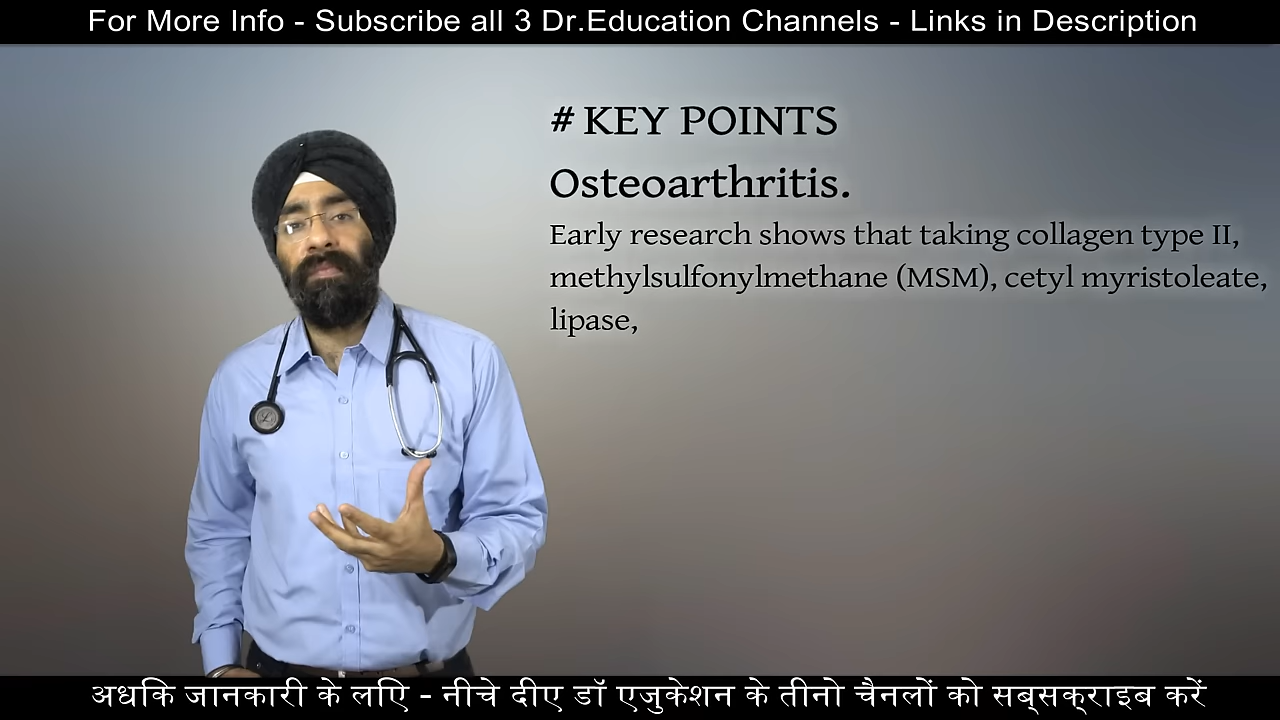 For More Info - Subscribe all 3 Dr.Education Channels - Links in Description
# KEY POINTS
Osteoarthritis.
Early research shows that taking collagen type II,
methylsulfonylmethane (MSM), cetyl myristoleate,
lipase,
अधकि जानकारी के लएि - नीचे दीए डॉ एजुकेशन के तीनो चैनलों को सब्सक्राइब करें